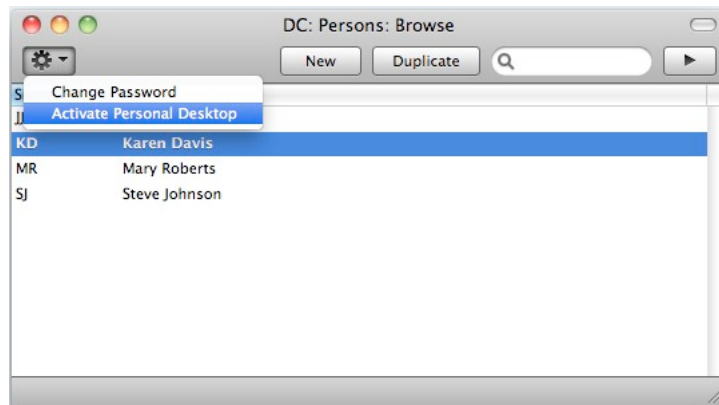 DC: Persons: Browse
New Duplicate
S
Change Password
JJ
Activate Personal Desktop
KD Karen Davis
MR Mary Roberts
SJ Steve Johnson